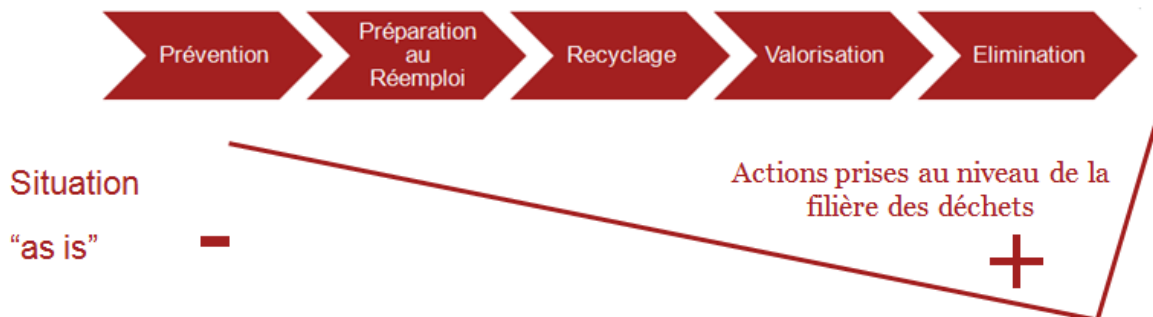 Prévention
Préparation
au
Réemploi
Recyclage
Valorisation
Elimination
Situation
“as is”
-
Actions prises au niveau de la
filière des déchets
+